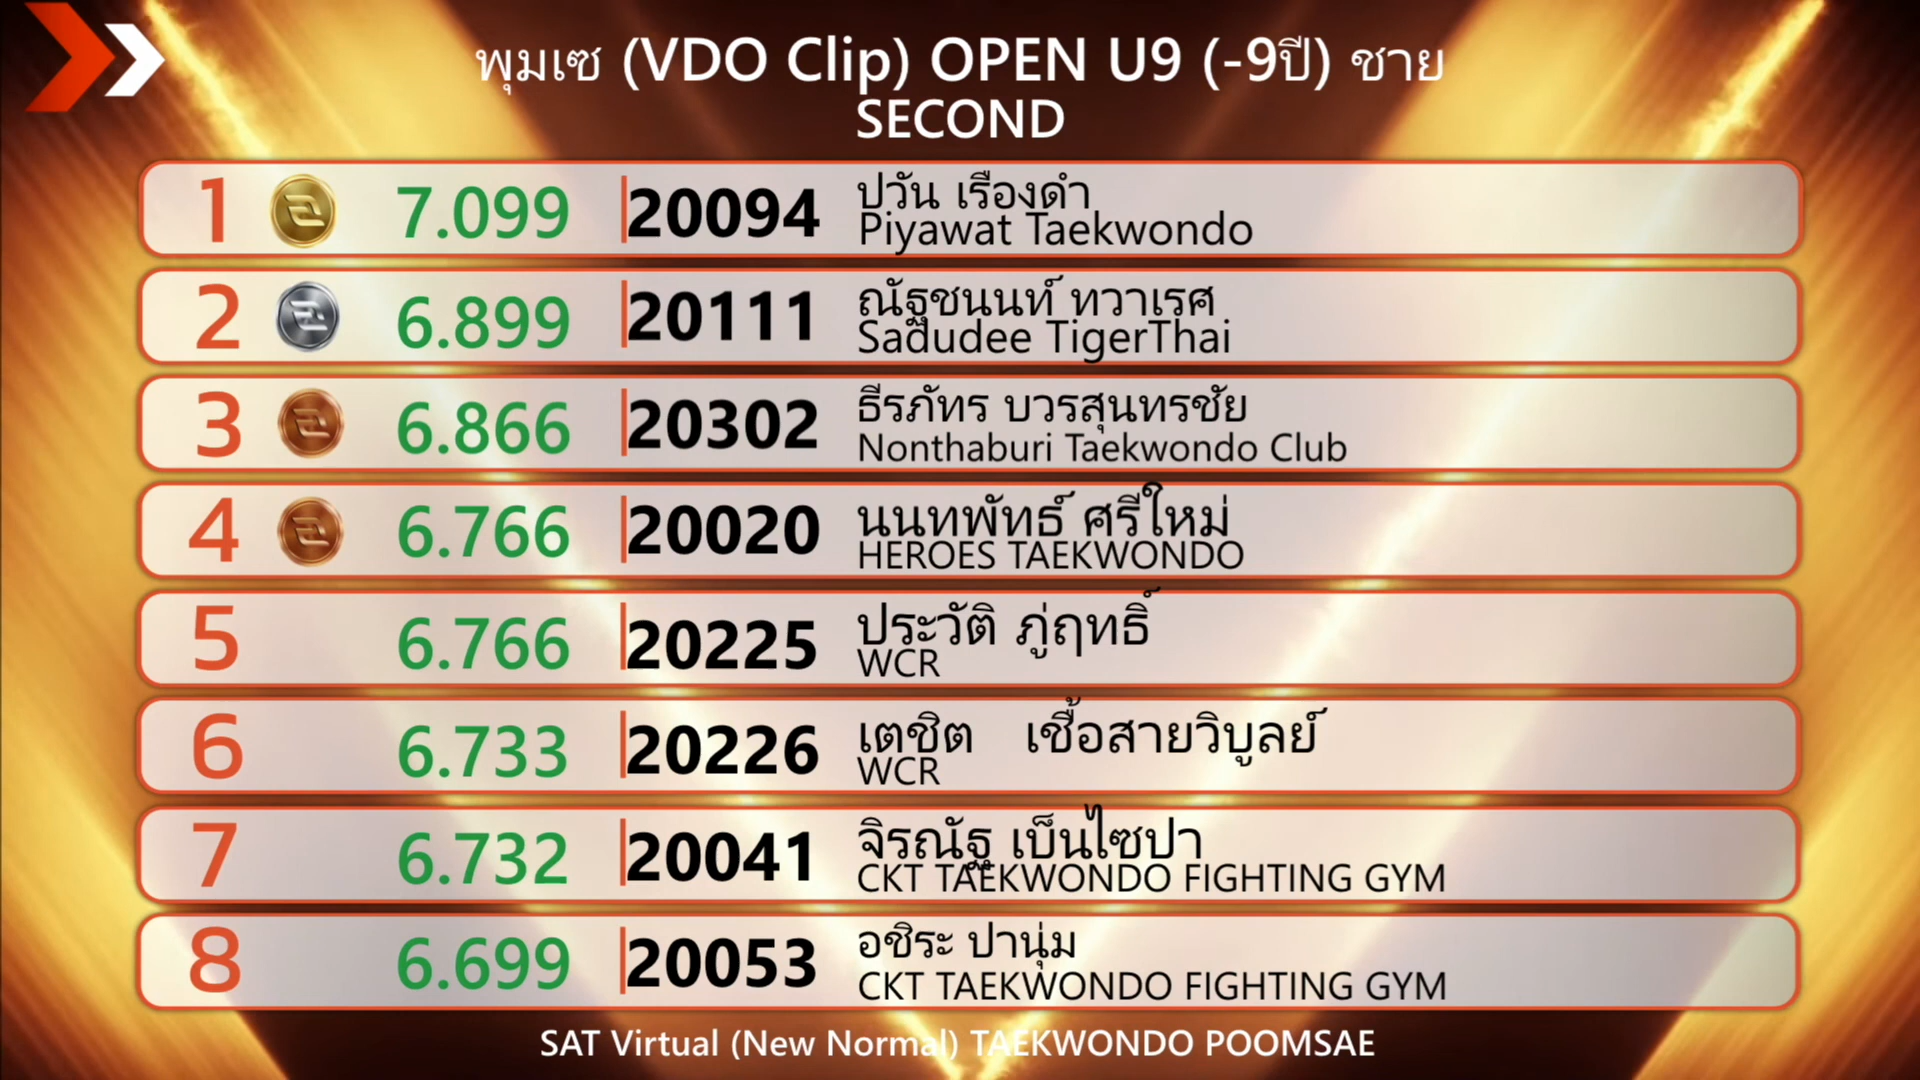 พุมเซ (VDO Clip) OPEN U9 (-9ปี) ชาย
SECOND
1 7.099 20094 ปวัน เรืองดำ
Piyawat Taekwondo
2 6.899 20111 ณัฐชนนท์ ทวาเรศ
Sadudee TigerThai
3 6.866 20302 ธีรภัทร บวรสุนทรชัย
Nonthaburi Taekwondo Club
4 6.766 20020 นนทพัทธ์ ศรีใหม่
HEROES TAEKWONDO
5 6.766 20225 ประวัติ ภู่ฤทธิ์
WCR
6 6.733 20226 เตชิต เชื้อสายวิบูลย์
WCR
7 6.732 20041 จิรณัฐ เบ็นไซปา
CKT TAEKWONDO FIGHTING GYM
8 6.699 20053 อชิระ ปานุ่ม
CKT TAEKWONDO FIGHTING GYM
SAT Virtual (New Normal) TAEKWONDO POOMSAE